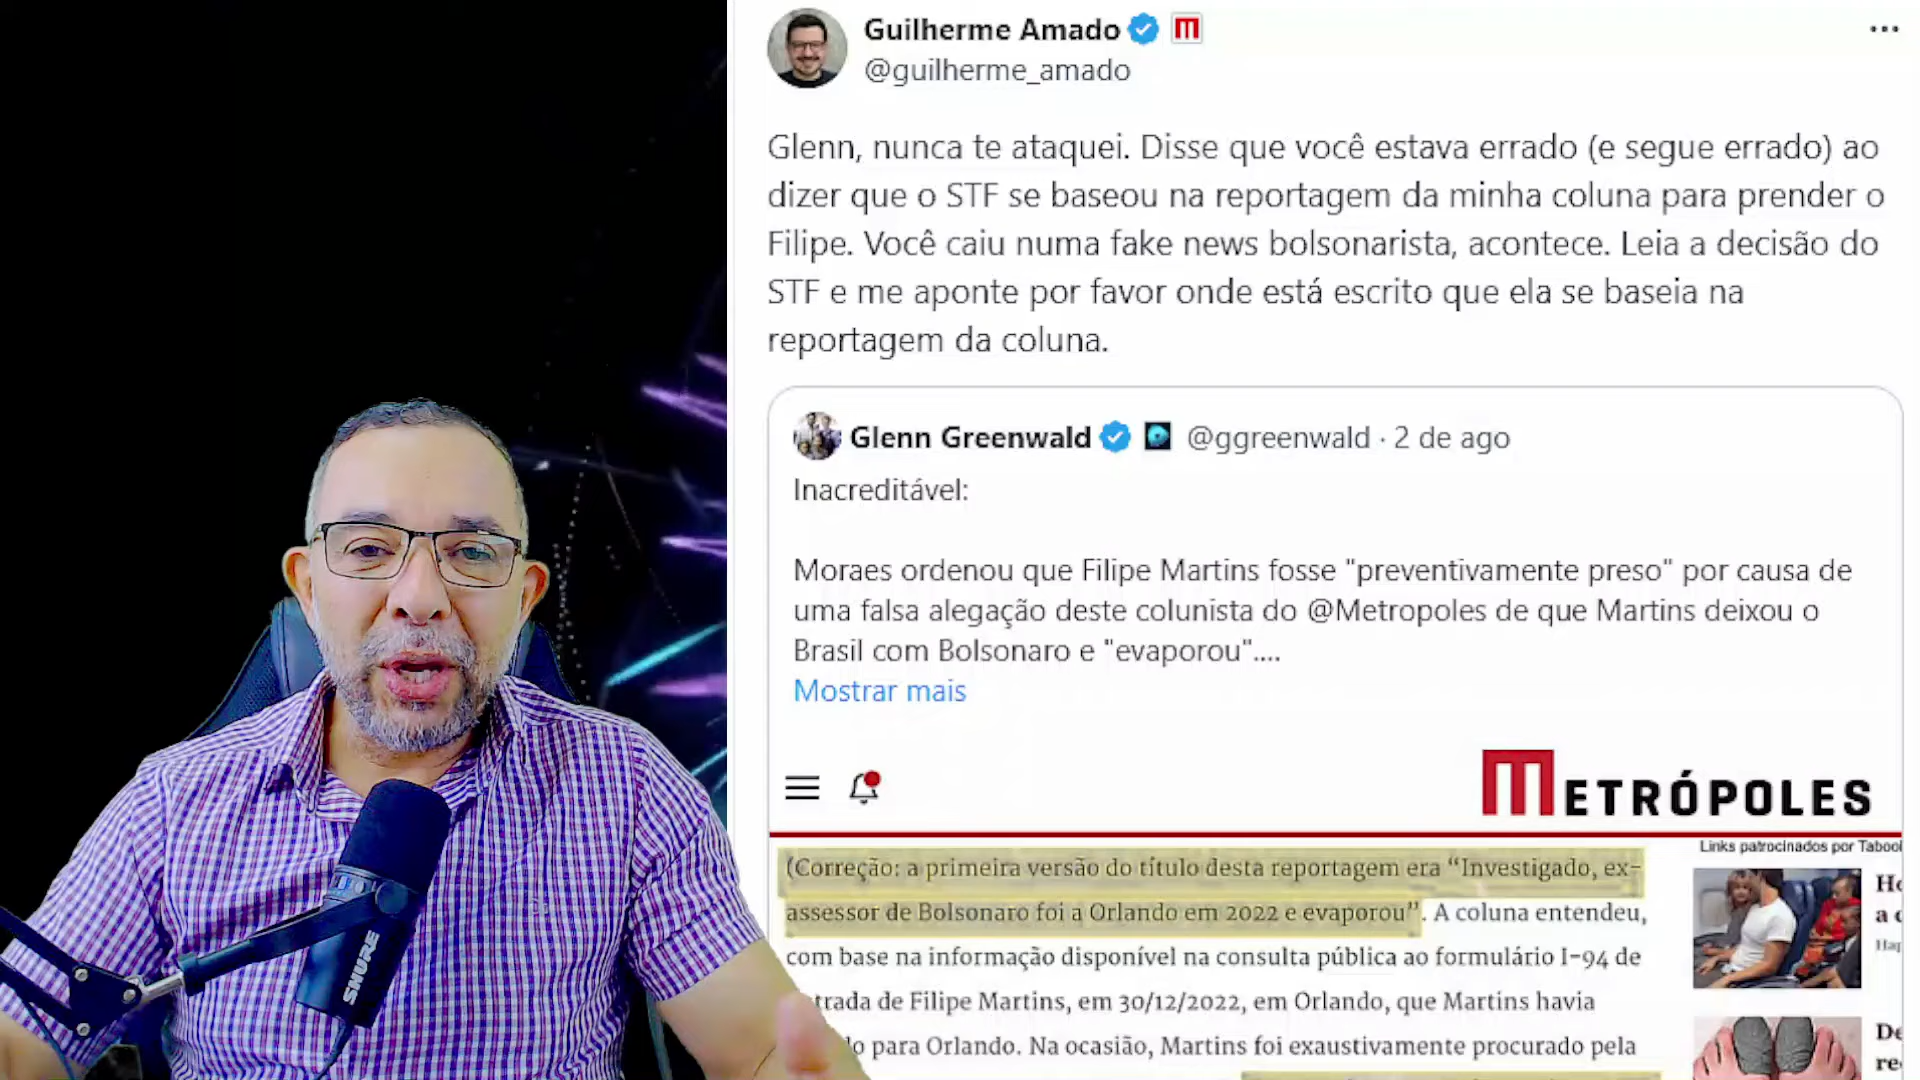 Guilherme Amado
@guilherme_amado
Glenn, nunca te ataquei. Disse que você estava errado (e segue errado) ao
dizer que o STF se baseou na reportagem da minha coluna para prender o
Filipe. Você caiu numa fake news bolsonarista, acontece. Leia a decisão do
STF e me aponte por favor onde está escrito que ela se baseia na
reportagem da coluna.
Glenn Greenwald @ggreenwald · 2 de ago
Inacreditável:
Moraes ordenou que Filipe Martins fosse "preventivamente preso" por causa de
uma falsa alegação deste colunista do @Metropoles de que Martins deixou o
Brasil com Bolsonaro e "evaporou"....
Mostrar mais
METRÓPOLES
Links patrocinados por
(Correção: a primeira versão do título desta reportagem era “Investigado, ex-
assessor de Bolsonaro foi a Orlando em 2022 e evaporou”. A coluna entendeu,
com base na informação disponível na consulta pública ao formulário I-94 de
de Filipe Martins, em 30/12/2022, em Orlando, que Martins havia
para Orlando. Na ocasião, Martins foi exaustivamente procurado pela
SHURE